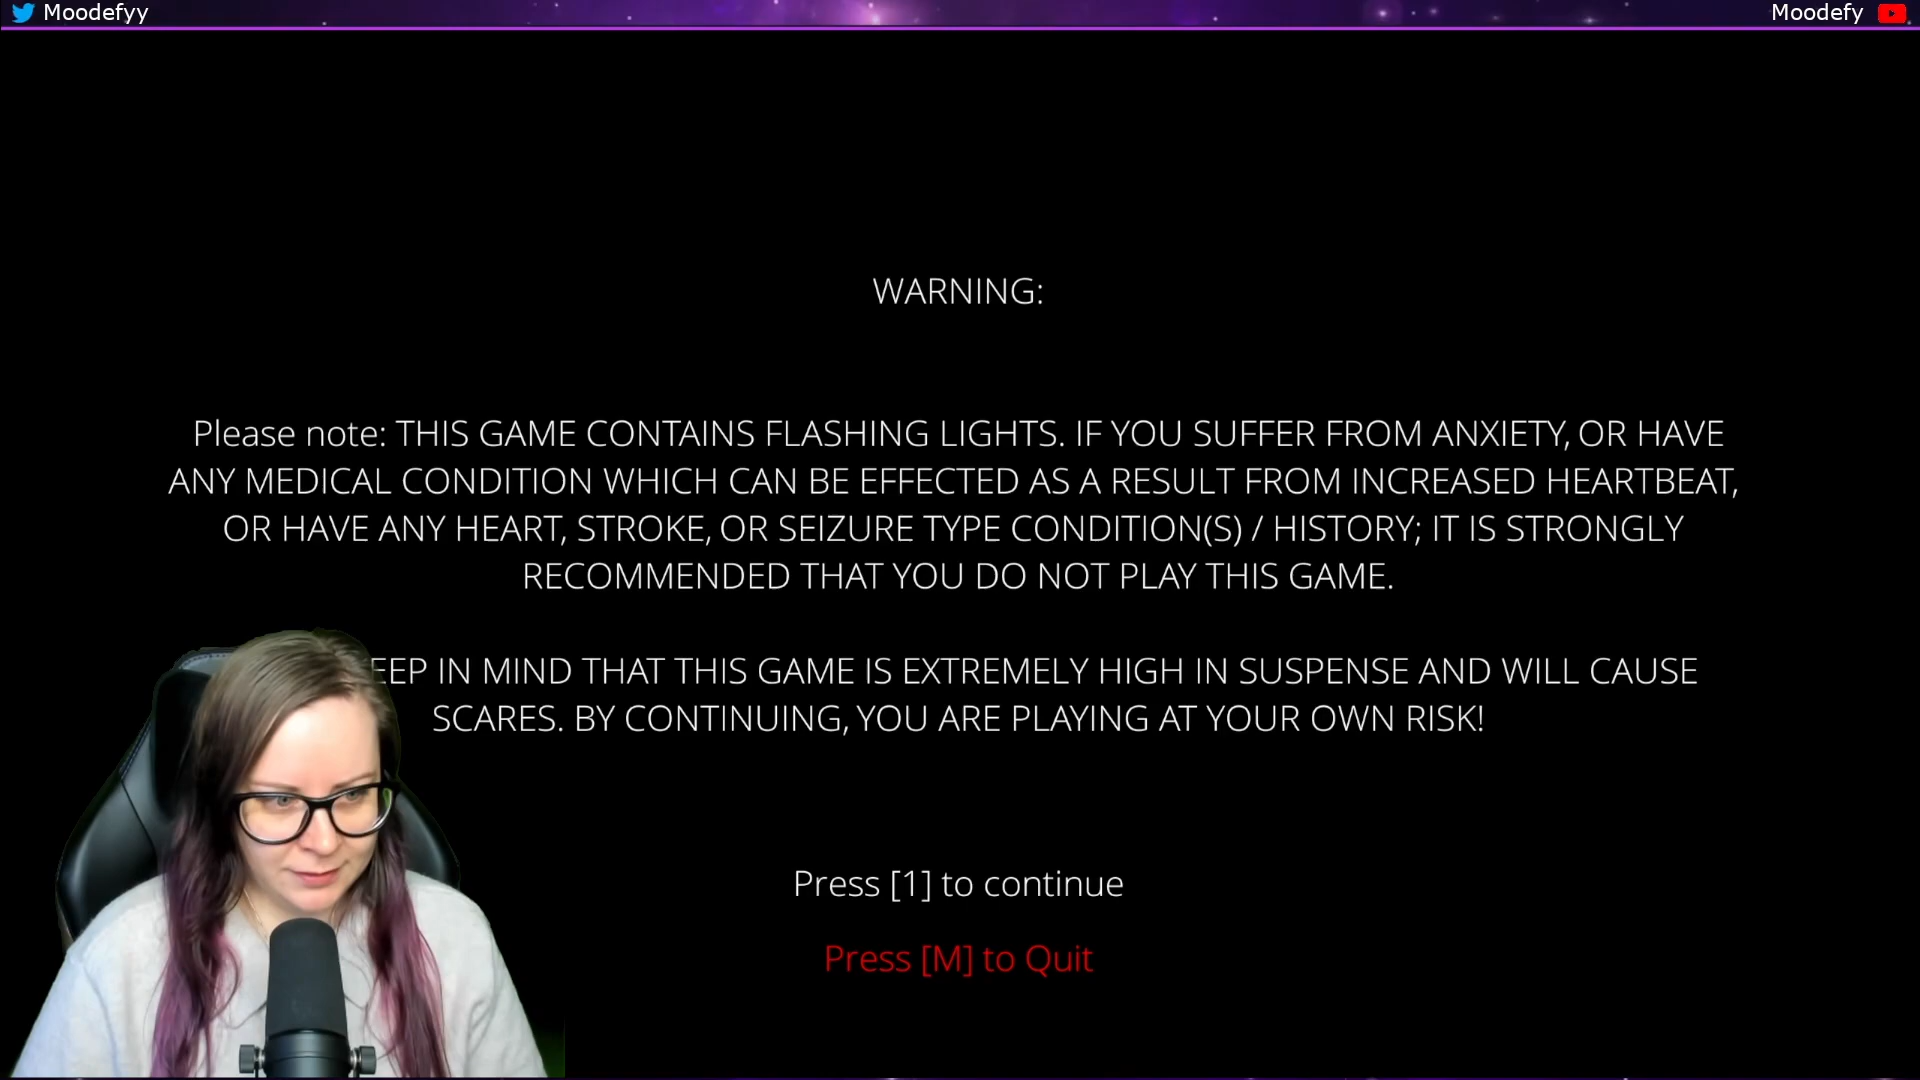 Moodefyy
Moodefy
WARNING:
Please note: THIS GAME CONTAINS FLASHING LIGHTS. IF YOU SUFFER FROM ANXIETY, OR HAVE
ANY MEDICAL CONDITION WHICH CAN BE EFFECTED AS A RESULT FROM INCREASED HEARTBEAT,
OR HAVE ANY HEART, STROKE, OR SEIZURE TYPE CONDITION(S) / HISTORY; IT IS STRONGLY
RECOMMENDED THAT YOU DO NOT PLAY THIS GAME.
EEP IN MIND THAT THIS GAME IS EXTREMELY HIGH IN SUSPENSE AND WILL CAUSE
SCARES. BY CONTINUING, YOU ARE PLAYING AT YOUR OWN RISK!
Press [1] to continue
Press [M] to Quit